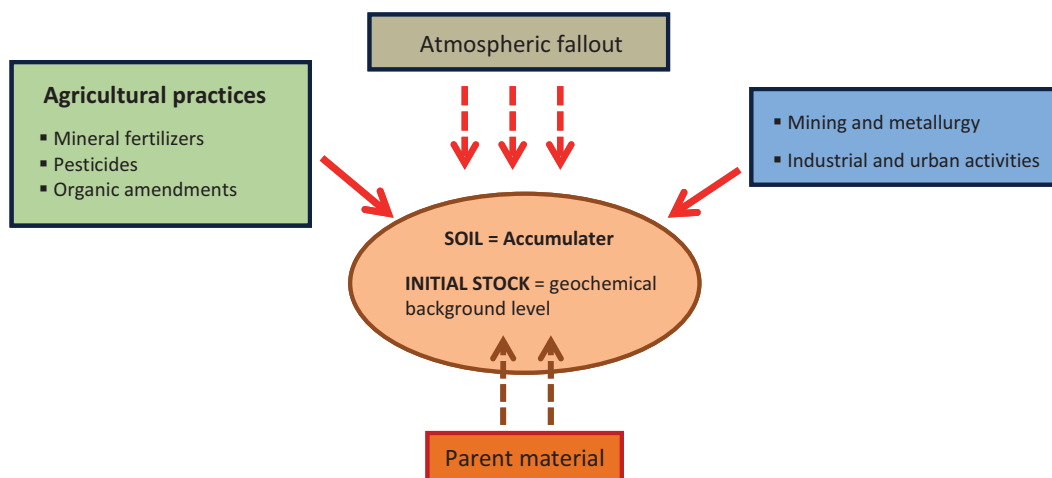 Atmospheric fallout
Agricultural practices
▪ Mineral fertilizers
▪ Pesticides
▪ Organic amendments
▪ Mining and metallurgy
▪ Industrial and urban activities
SOIL = Accumulater
INITIAL STOCK = geochemical
background level
Parent material